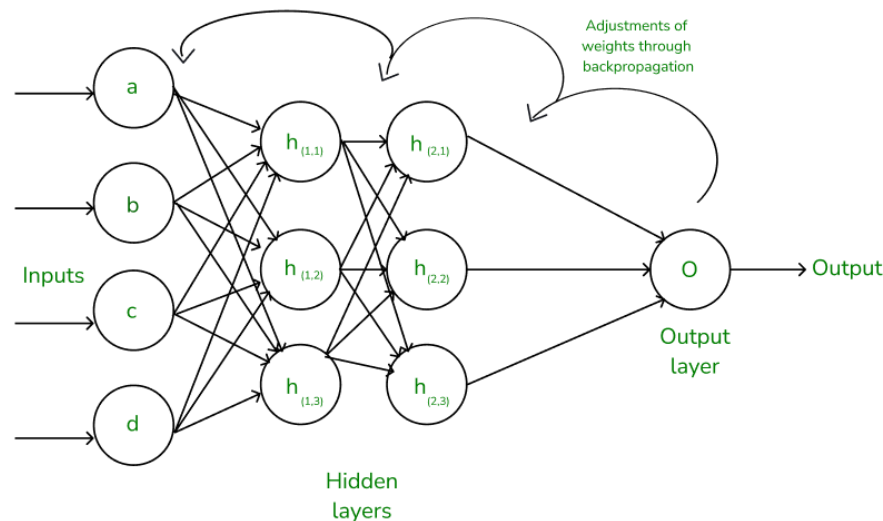 Adjustments of
weights through
backpropagation
a
h(1,1)
h(2,1)
b
Inputs
h(1,2)
h(2,2)
O
Output
c
Output
layer
h(1,3)
h(2,3)
d
Hidden
layers